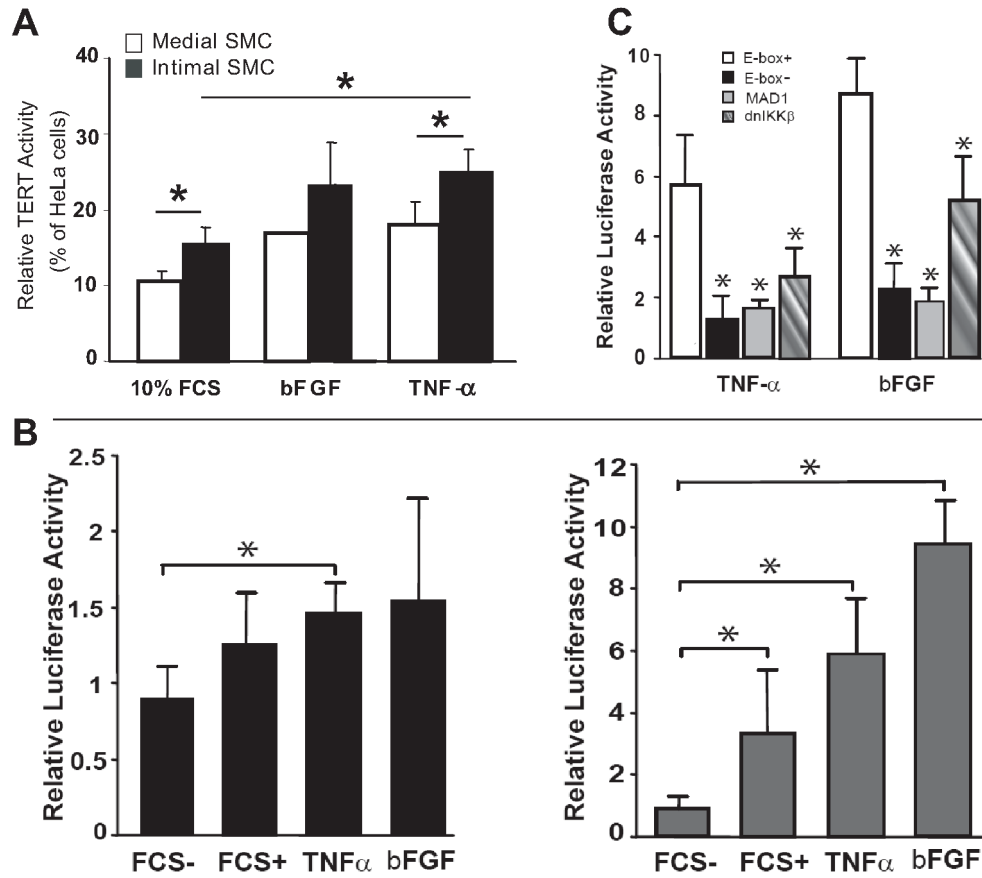 A
Medial SMC
Intimal SMC
Relative TERT Activity
(% of HeLa cells)
40
30
20
10
0
*
*
*
10% FCS
bFGF
TNF-α
C
E-box+
E-box-
MAD1
dnIKKβ
Relative Luciferase Activity
10
8
6
4
2
0
*
*
*
*
*
*
TNF-α
bFGF
B
Relative Luciferase Activity
2.5
2
1.5
1
0.5
0
*
FCS-
FCS+
TNFα
bFGF
Relative Luciferase Activity
12
10
8
6
4
2
0
*
*
*
FCS-
FCS+
TNFα
bFGF